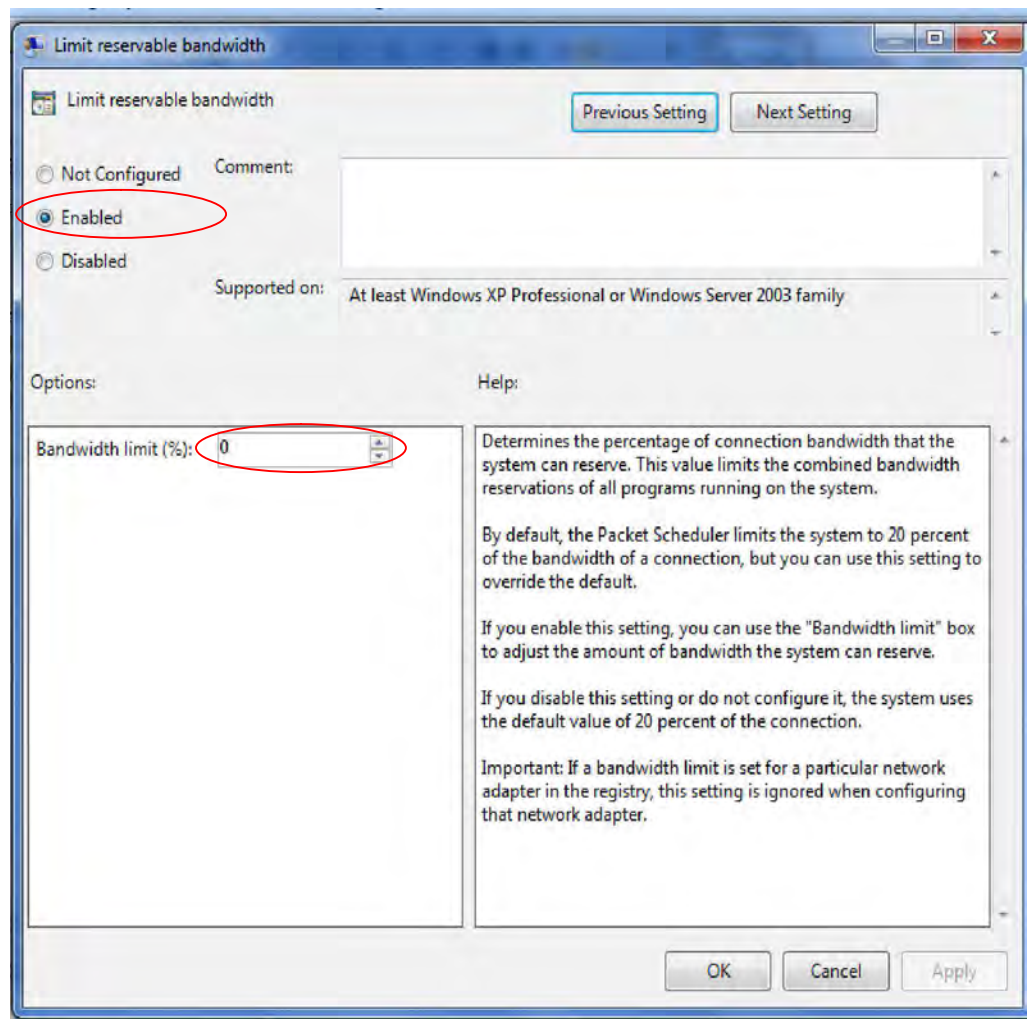 Limit reservable bandwidth
Limit reservable bandwidth
Previous Setting
Next Setting
Not Configured
Comment:
Enabled
Disabled
Supported on:
At least Windows XP Professional or Windows Server 2003 family
Options:
Help:
Bandwidth limit (%):
0
Determines the percentage of connection bandwidth that the
system can reserve. This value limits the combined bandwidth
reservations of all programs running on the system.
By default, the Packet Scheduler limits the system to 20 percent
of the bandwidth of a connection, but you can use this setting to
override the default.
If you enable this setting, you can use the "Bandwidth limit" box
to adjust the amount of bandwidth the system can reserve.
If you disable this setting or do not configure it, the system uses
the default value of 20 percent of the connection.
Important: If a bandwidth limit is set for a particular network
adapter in the registry, this setting is ignored when configuring
that network adapter.
OK
Cancel
Apply